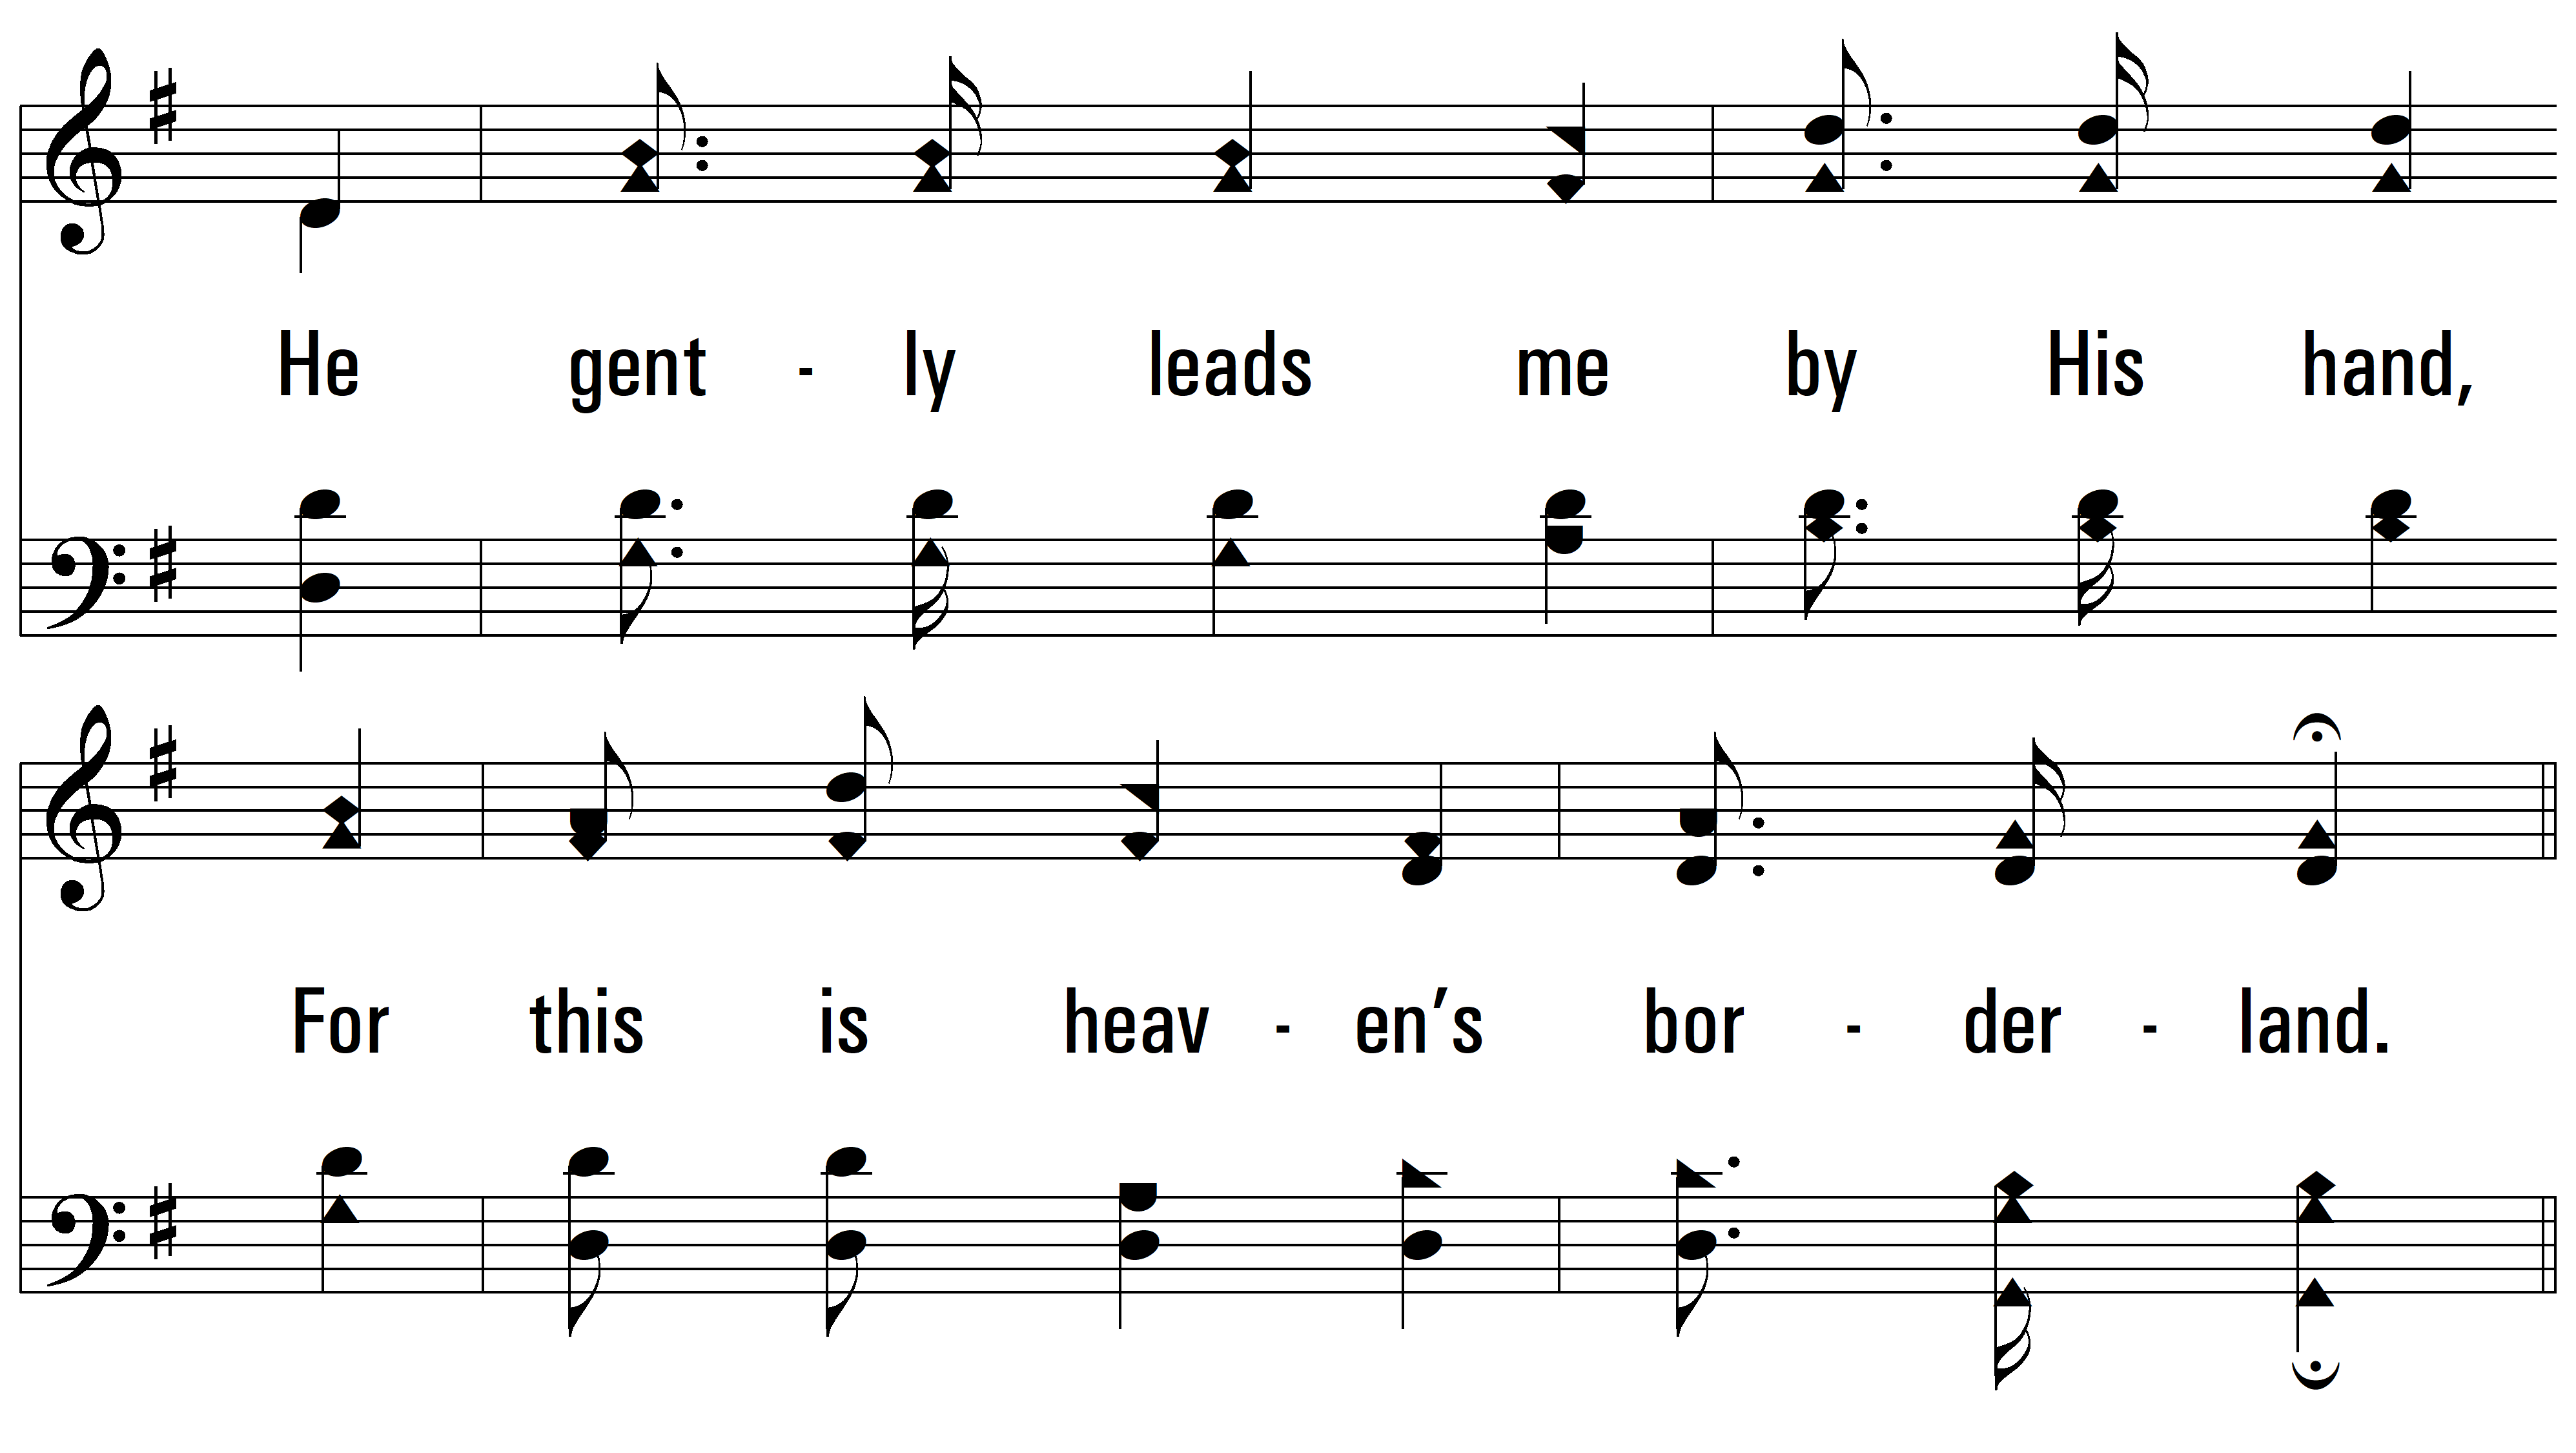 He gent - ly leads me by His hand,
For this is heav - en’s bor - der - land.